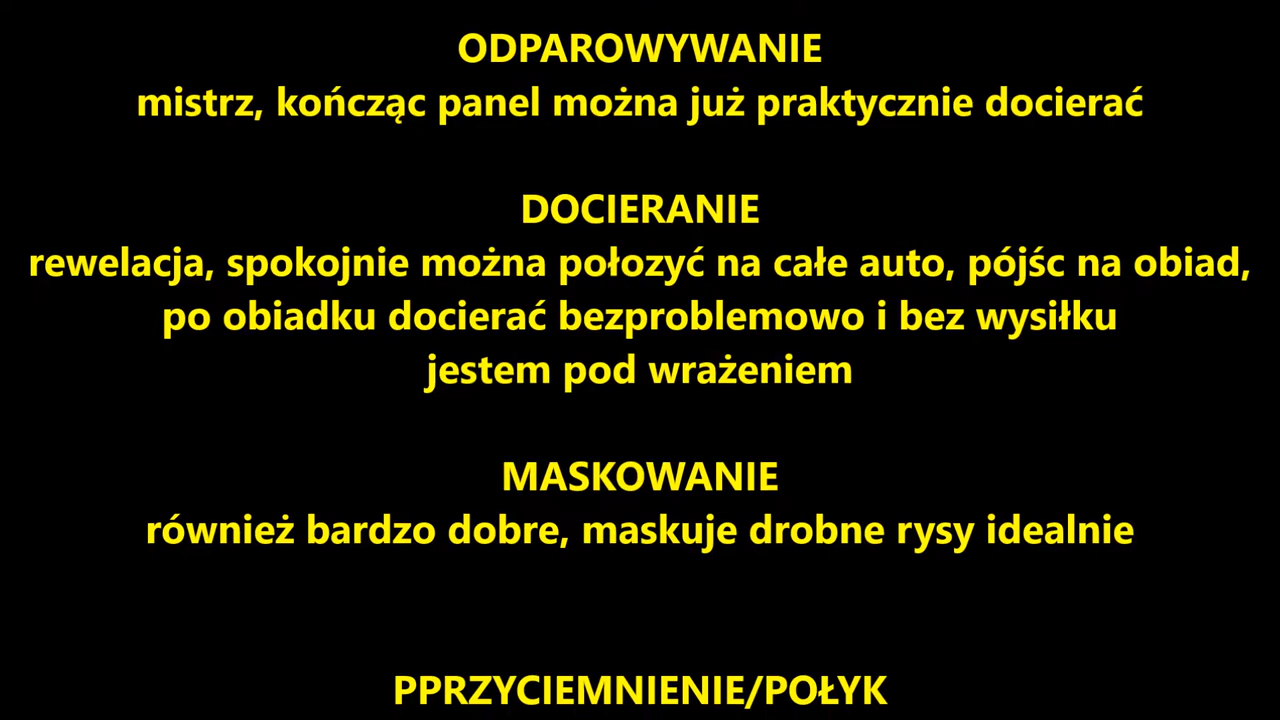 ODPAROWYWANIE
mistrz, kończąc panel można już praktycznie docierać
DOCIERANIE
rewelacja, spokojnie można połozyć na całe auto, pójśc na obiad,
po obiadku docierać bezproblemowo i bez wysiłku
jestem pod wrażeniem
MASKOWANIE
również bardzo dobre, maskuje drobne rysy idealnie
PPRZYCIEMNIENIE/POŁYK